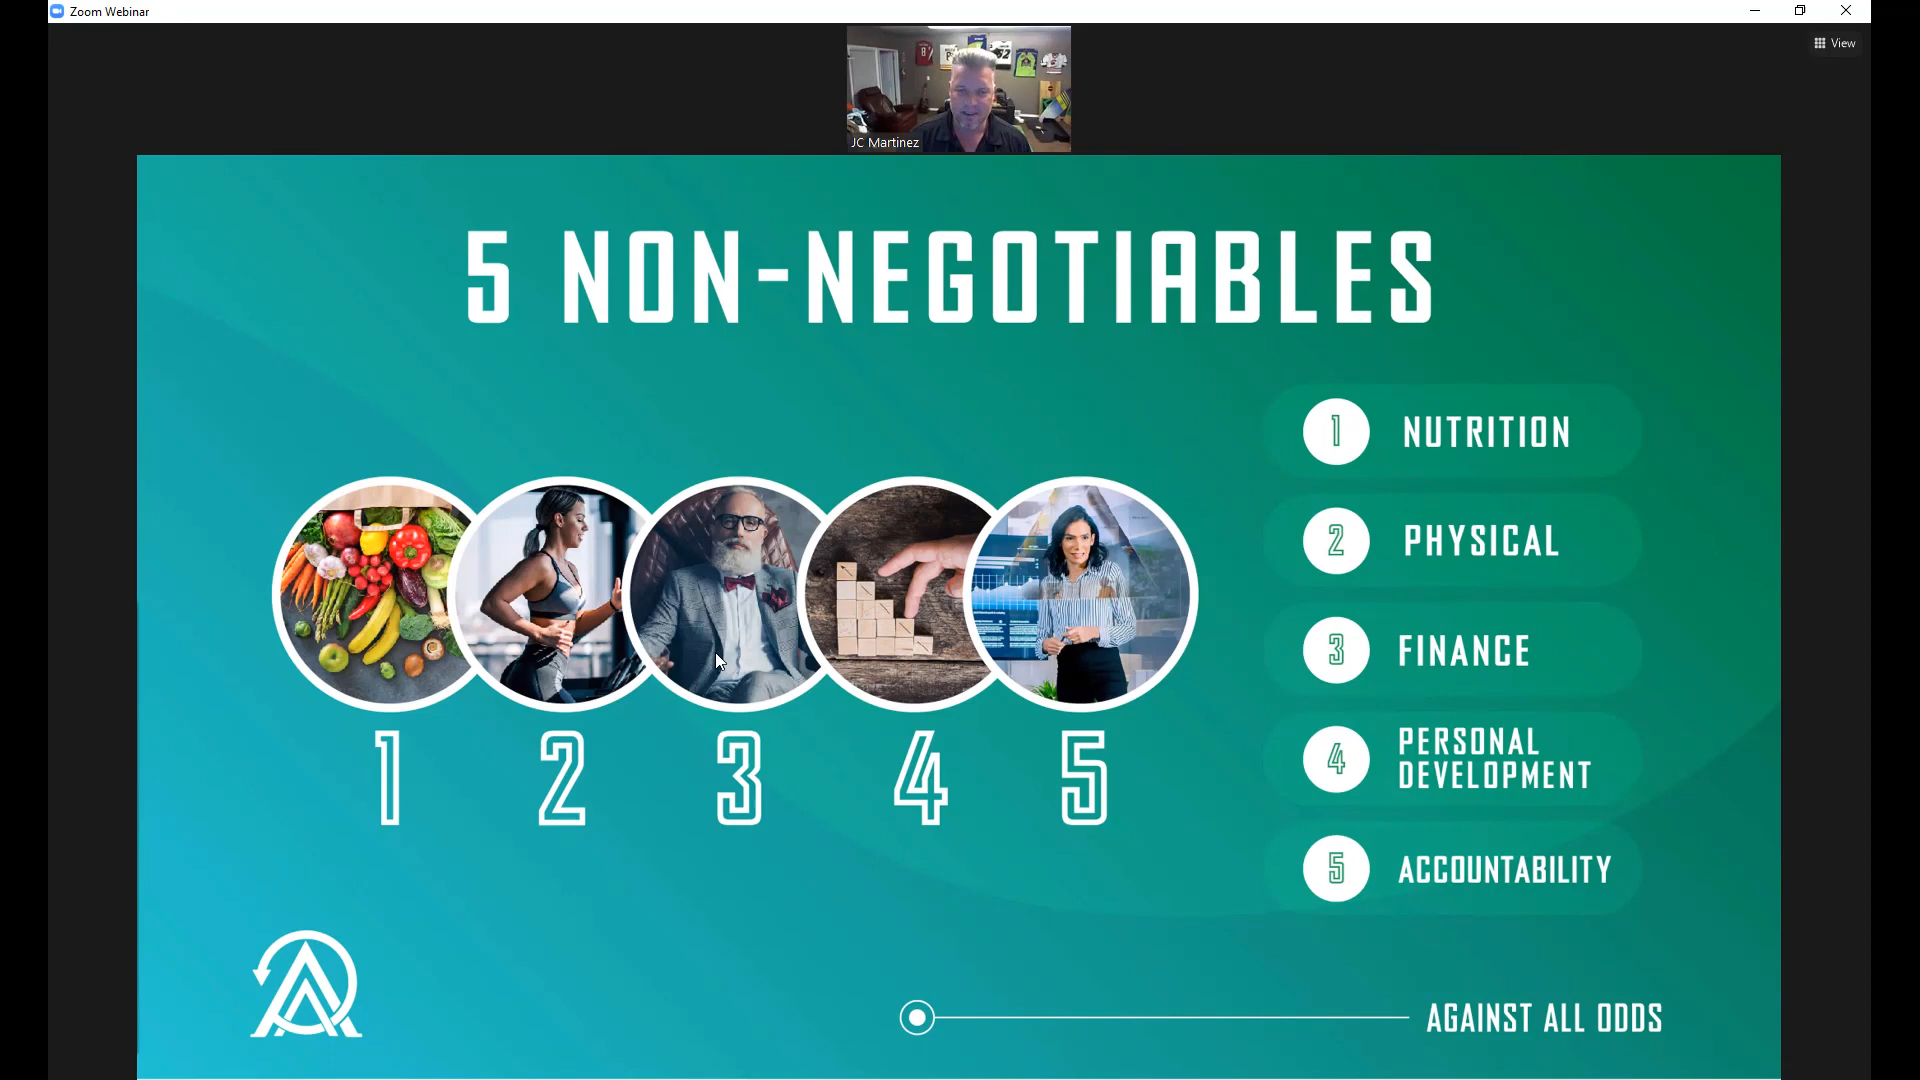 Zoom Webinar
View
JC Martinez
5 NON-NEGOTIABLES
1 NUTRITION
2 PHYSICAL
3 FINANCE
4 PERSONAL
DEVELOPMENT
5 ACCOUNTABILITY
1 2 3 4 5
AGAINST ALL ODDS